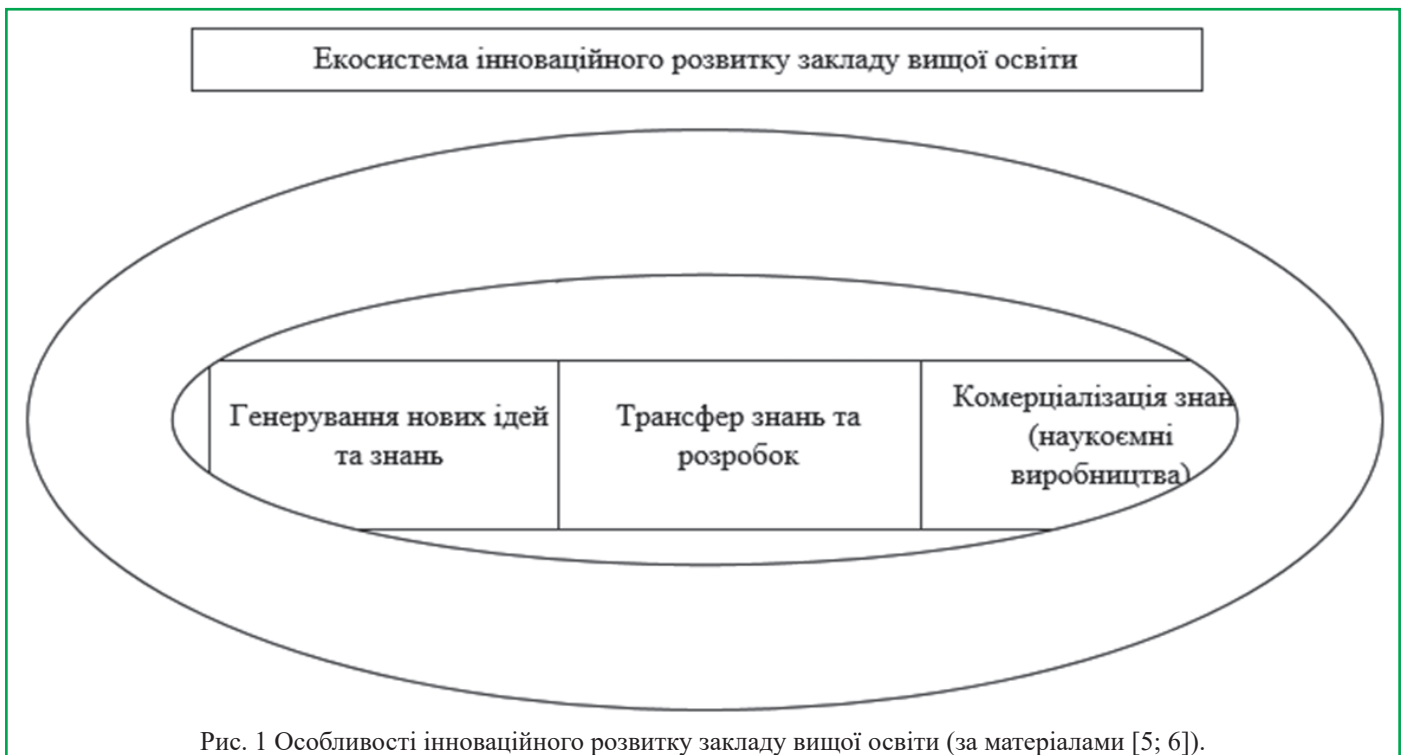 Екосистема інноваційного розвитку закладу вищої освіти
Генерування нових ідей
та знань
Трансфер знань та
розробок
Комерціалізація знан
(наукоємні
виробництва)
Рис. 1 Особливості інноваційного розвитку закладу вищої освіти (за матеріалами [5; 6]).